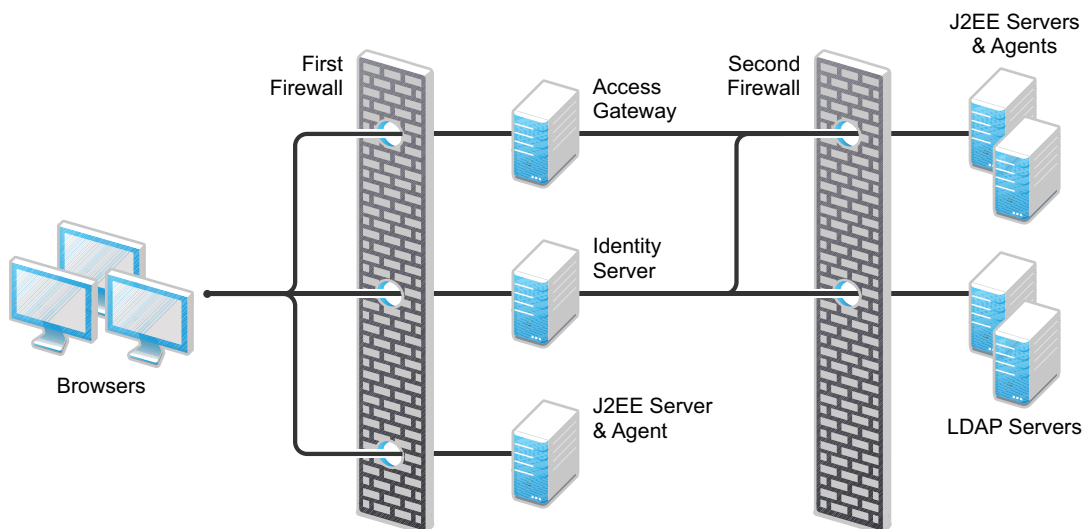 First
Firewall
Access
Gateway
Second
Firewall
J2EE Servers
& Agents
Identity
Server
Browsers
J2EE Server
& Agent
LDAP Servers